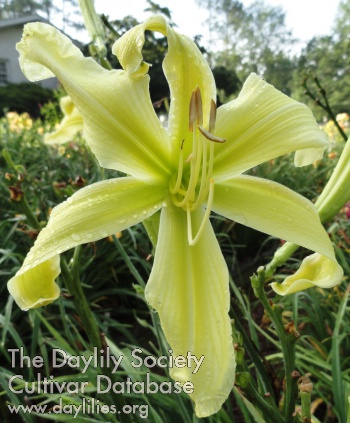 The Daylily Society
Cultivar Database
www.daylilies.org